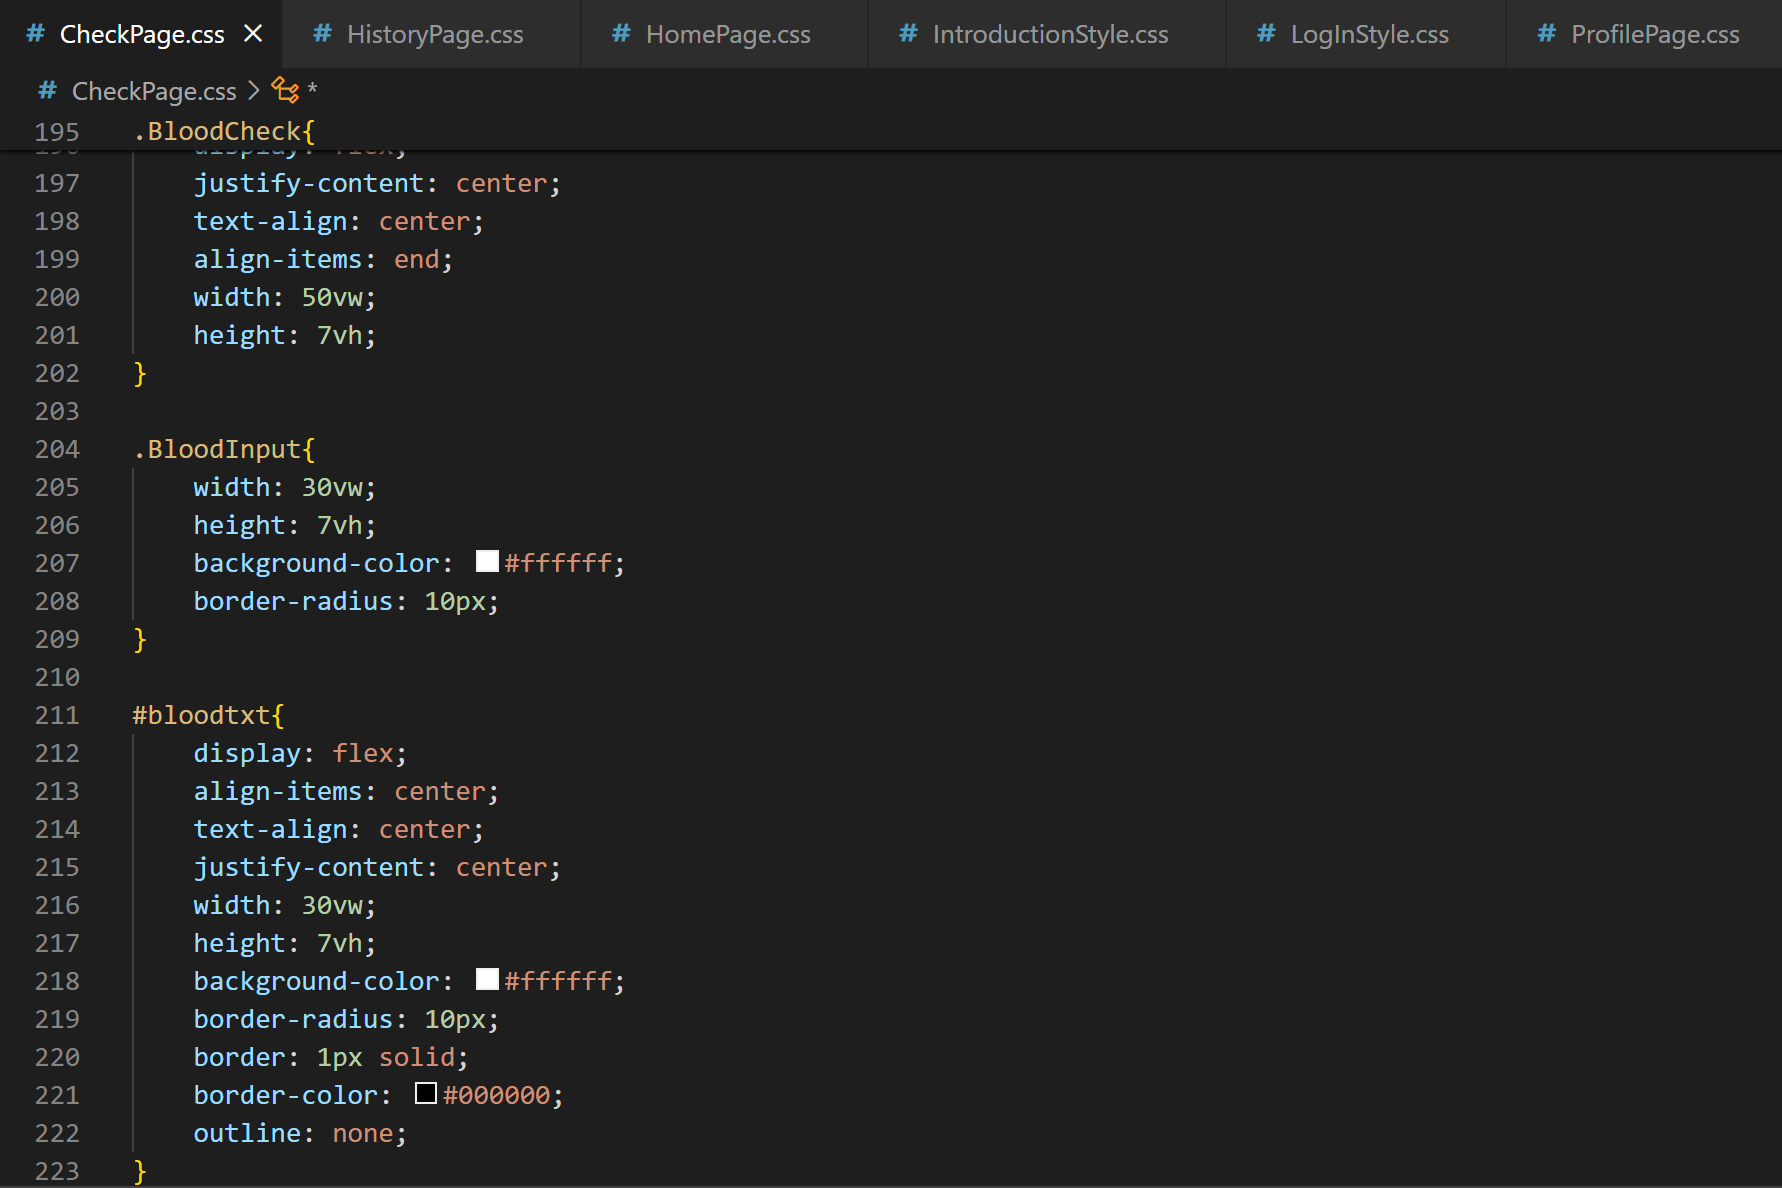 # CheckPage.css ×
# HistoryPage.css
# HomePage.css
# IntroductionStyle.css
# LogInStyle.css
# ProfilePage.css
# CheckPage.css > *
195 .BloodCheck{
196 display: flex;
197 justify-content: center;
198 text-align: center;
199 align-items: end;
200 width: 50vw;
201 height: 7vh;
202 }
203
204 .BloodInput{
205 width: 30vw;
206 height: 7vh;
207 background-color: #ffffff;
208 border-radius: 10px;
209 }
210
211 #bloodtxt{
212 display: flex;
213 align-items: center;
214 text-align: center;
215 justify-content: center;
216 width: 30vw;
217 height: 7vh;
218 background-color: #ffffff;
219 border-radius: 10px;
220 border: 1px solid;
221 border-color: #000000;
222 outline: none;
223 }